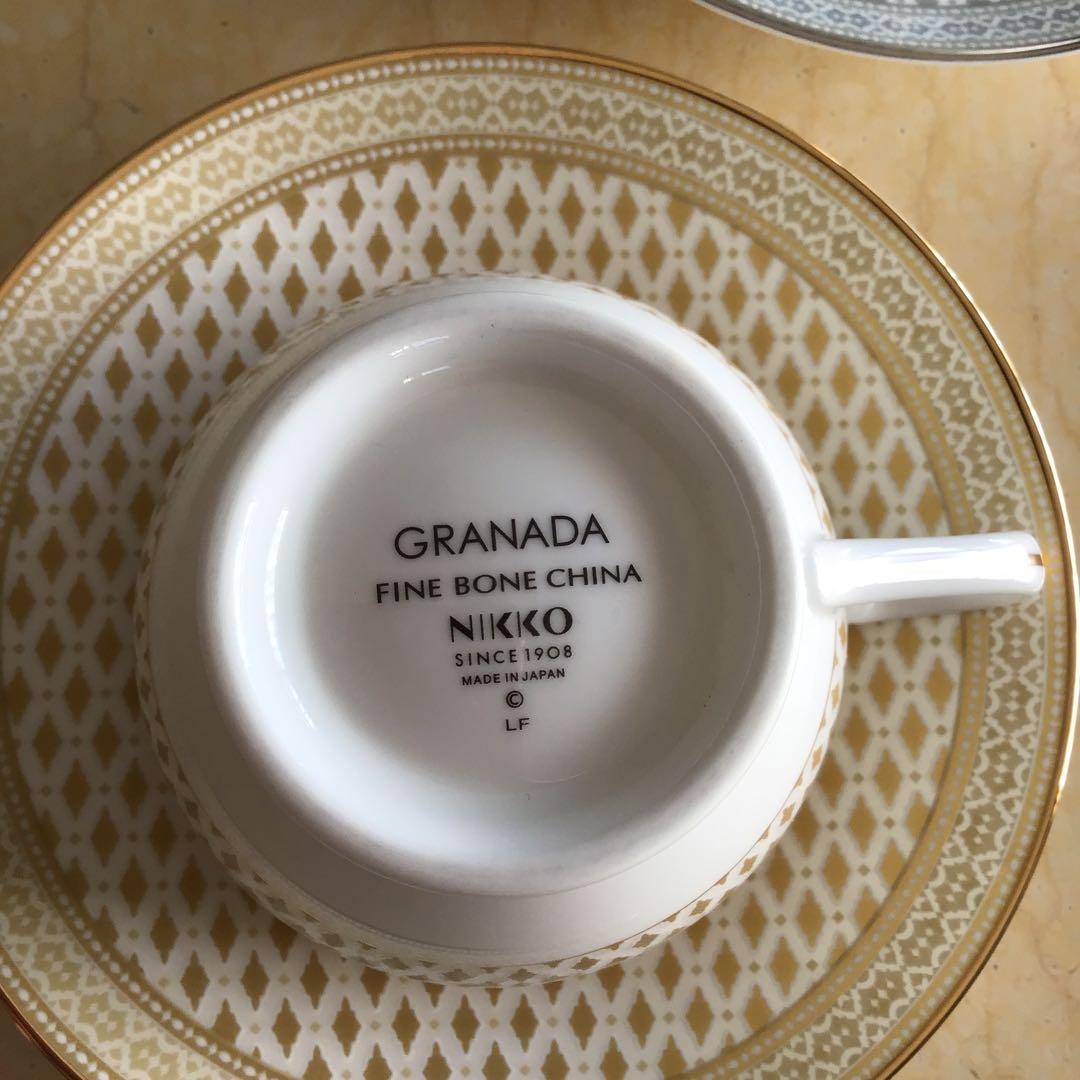 GRANADA
FINE BONE CHINA
NIKKO
SINCE 1908
MADE IN JAPAN
©
LF